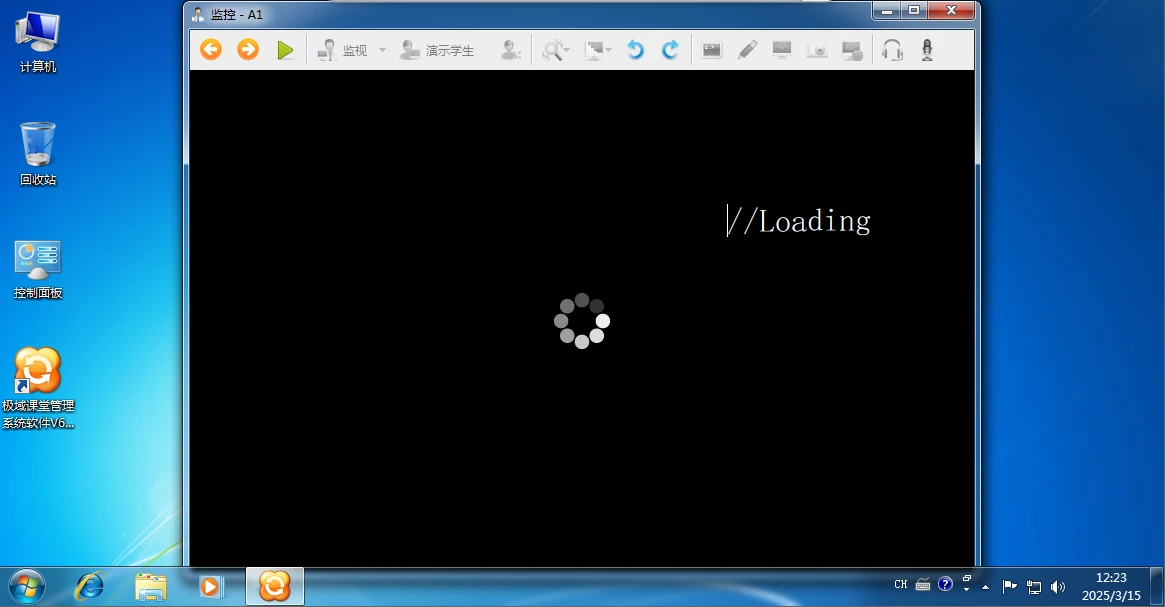 监控 - A1
计算机
监视
演示学生
回收站
//Loading
控制面板
极域课堂管理
系统软件V6...
CH
12:23
2025/3/15